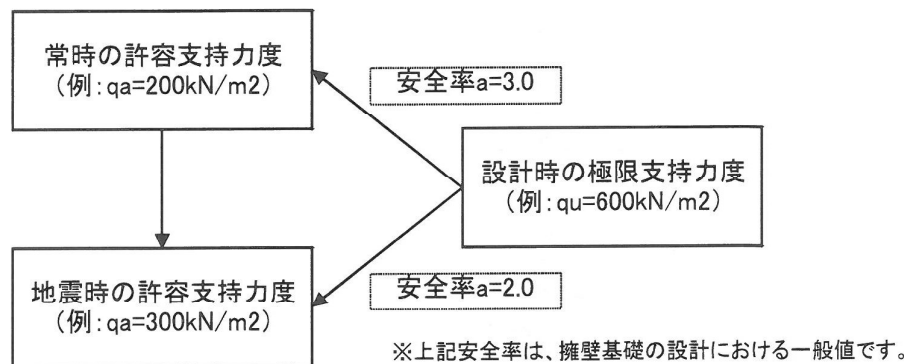 常時の許容支持力度
(例:qa=200kN/m2)
安全率a=3.0
設計時の極限支持力度
(例:qu=600kN/m2)
安全率a=2.0
地震時の許容支持力度
(例:qa=300kN/m2)
※上記安全率は、擁壁基礎の設計における一般値です。